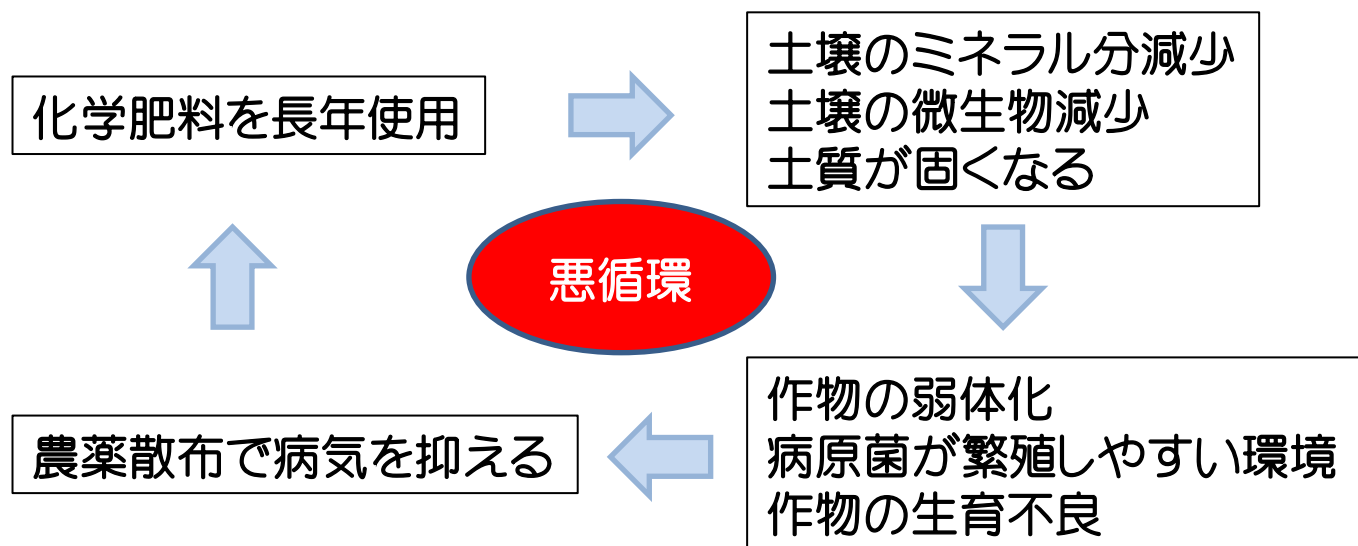 化学肥料を長年使用
土壌のミネラル分減少
土壌の微生物減少
土質が固くなる
悪循環
作物の弱体化
病原菌が繁殖しやすい環境
作物の生育不良
農薬散布で病気を抑える